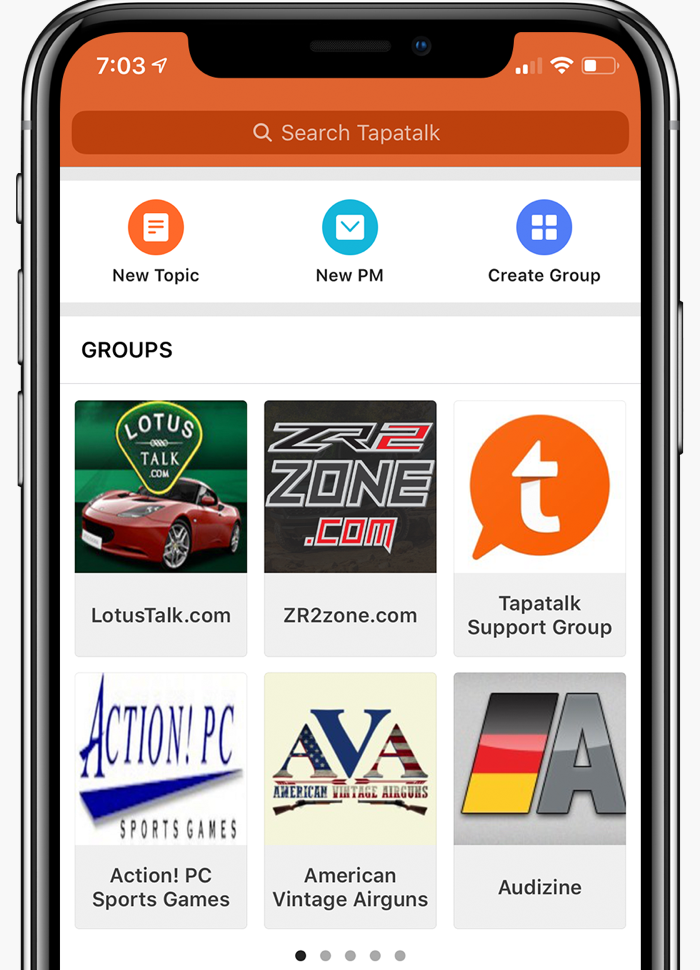 7:03
Search Tapatalk
New Topic
New PM
Create Group
GROUPS
LOTUS
TALK
.COM
ZR2
ZONE
.COM
t
LotusTalk.com
ZR2zone.com
Tapatalk
Support Group
ACTION! PC
SPORTS GAMES
AVA
AMERICAN VINTAGE AIRGUNS
A
Action! PC
Sports Games
American
Vintage Airguns
Audizine